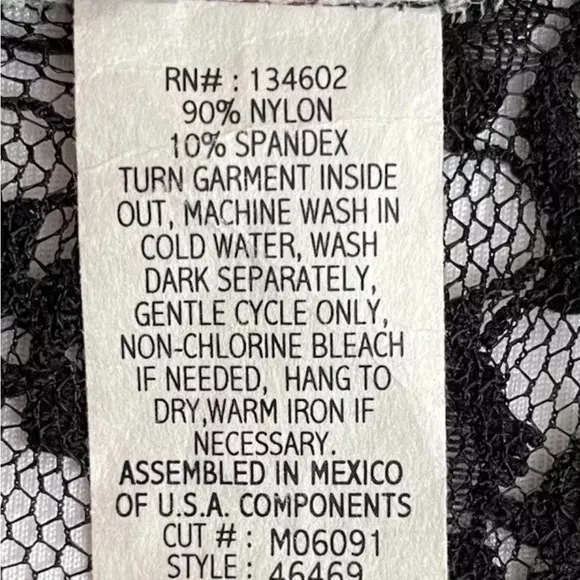 RN# : 134602
90% NYLON
10% SPANDEX
TURN GARMENT INSIDE
OUT, MACHINE WASH IN
COLD WATER, WASH
DARK SEPARATELY,
GENTLE CYCLE ONLY,
NON-CHLORINE BLEACH
IF NEEDED, HANG TO
DRY,WARM IRON IF
NECESSARY.
ASSEMBLED IN MEXICO
OF U.S.A. COMPONENTS
CUT # : M06091
STYLE : 46469